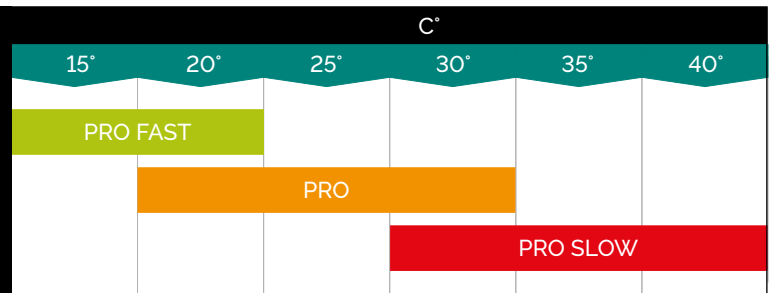 C°
15° 20° 25° 30° 35° 40°
PRO FAST
PRO
PRO SLOW